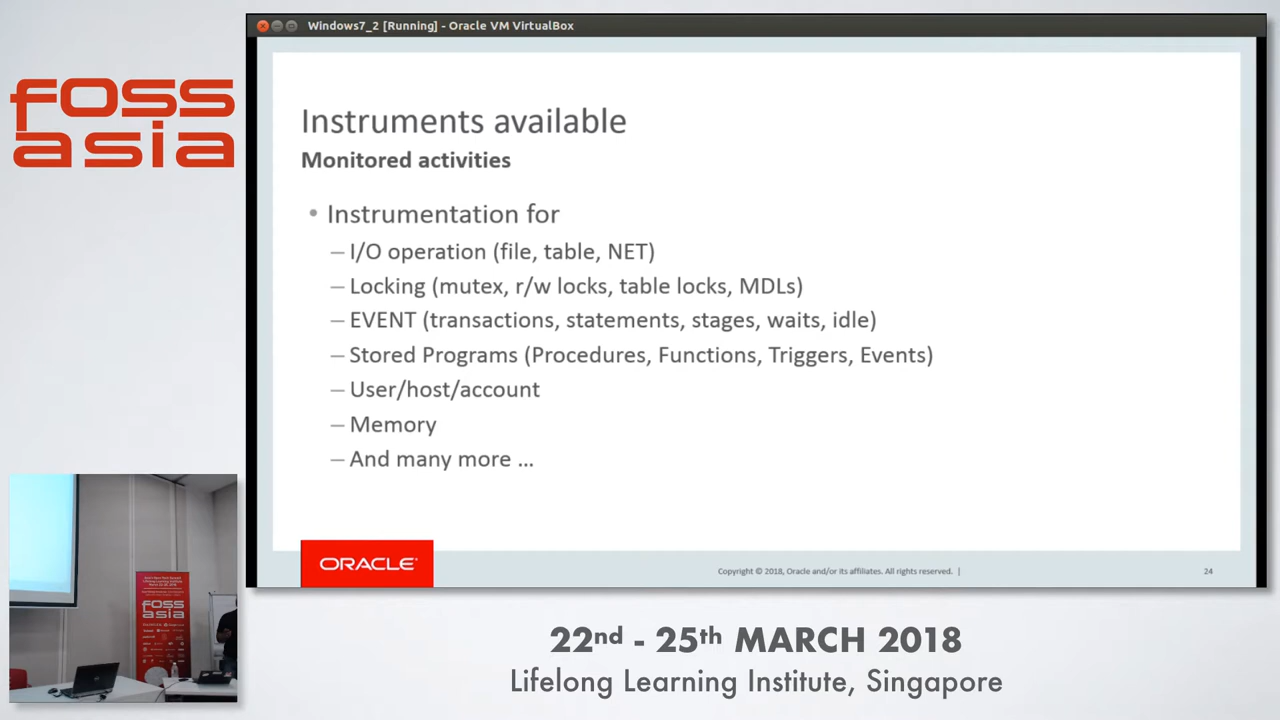 foss
asia
Windows7_2 [Running] - Oracle VM VirtualBox
Instruments available
Monitored activities
• Instrumentation for
– I/O operation (file, table, NET)
– Locking (mutex, r/w locks, table locks, MDLs)
– EVENT (transactions, statements, stages, waits, idle)
– Stored Programs (Procedures, Functions, Triggers, Events)
– User/host/account
– Memory
– And many more ...
ORACLE
Copyright © 2018, Oracle and/or its affiliates. All rights reserved. |
24
foss
asia
22nd - 25th MARCH 2018
Lifelong Learning Institute, Singapore